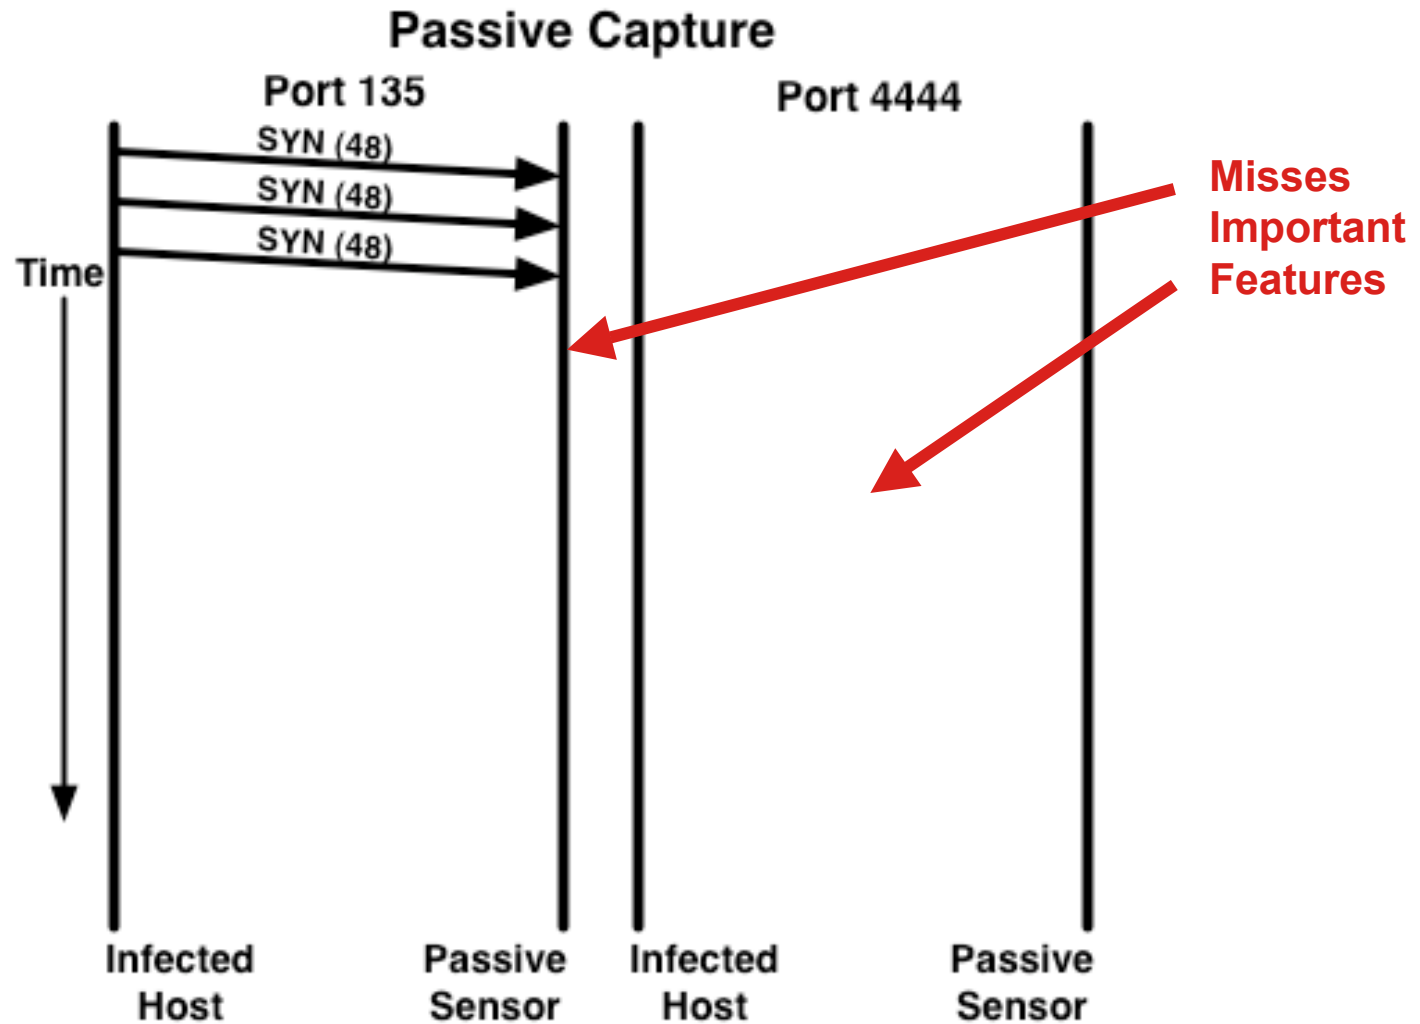 Passive Capture
Port 135
Port 4444
SYN (48)
SYN (48)
SYN (48)
Time
Misses
Important
Features
Infected
Host
Passive
Sensor
Infected
Host
Passive
Sensor